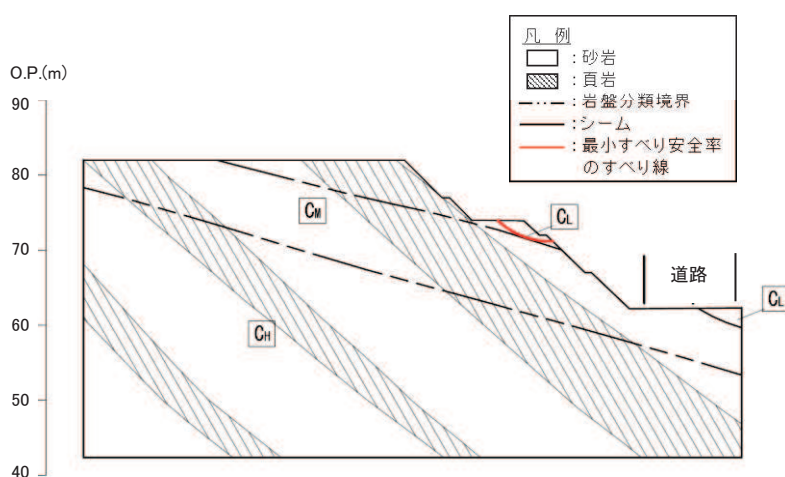 凡 例
：砂岩
：頁岩
：岩盤分類境界
：シーム
：最小すべり安全率
のすべり線
O.P.(m)
90
80
70
60
50
40
CM
CL
道路
CL
CH